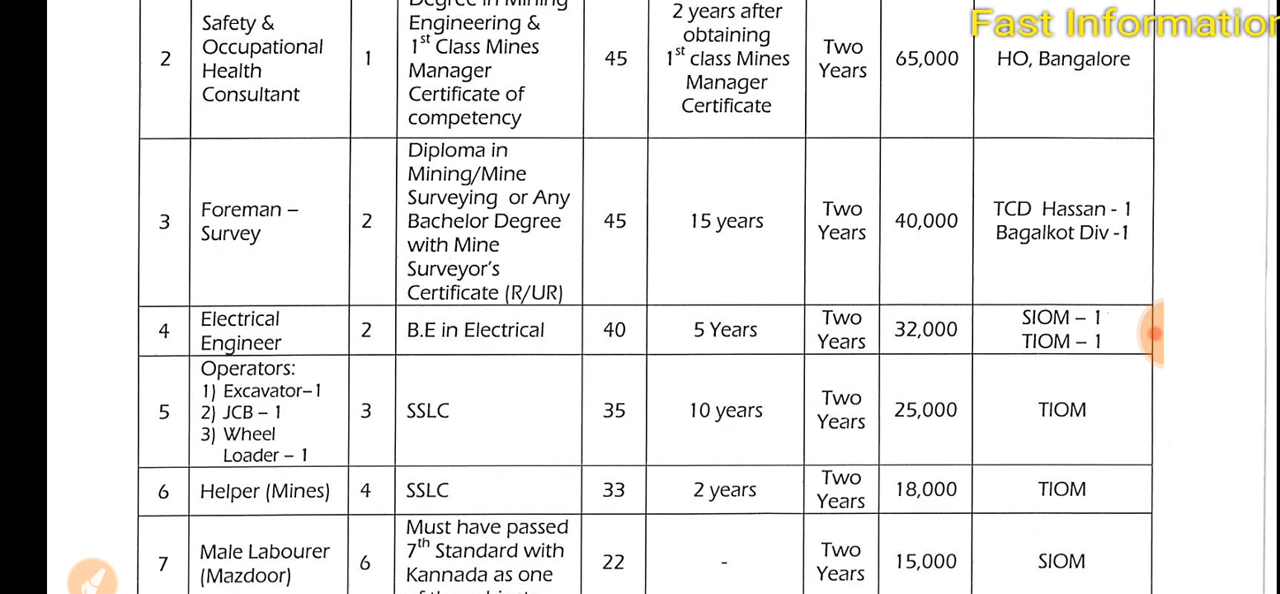 Fast Information
2
Safety &
Occupational
Health
Consultant
1
Degree in Mining
Engineering &
1st Class Mines
Manager
Certificate of
competency
45
2 years after
obtaining
1st class Mines
Manager
Certificate
Two
Years
65,000
HO, Bangalore
3
Foreman –
Survey
2
Diploma in
Mining/Mine
Surveying or Any
Bachelor Degree
with Mine
Surveyor's
Certificate (R/UR)
45
15 years
Two
Years
40,000
TCD Hassan - 1
Bagalkot Div -1
4
Electrical
Engineer
2
B.E in Electrical
40
5 Years
Two
Years
32,000
SIOM – 1
TIOM – 1
5
Operators:
1) Excavator–1
2) JCB – 1
3) Wheel
Loader – 1
3
SSLC
35
10 years
Two
Years
25,000
TIOM
6
Helper (Mines)
4
SSLC
33
2 years
Two
Years
18,000
TIOM
7
Male Labourer
(Mazdoor)
6
Must have passed
7th Standard with
Kannada as one
22
-
Two
Years
15,000
SIOM